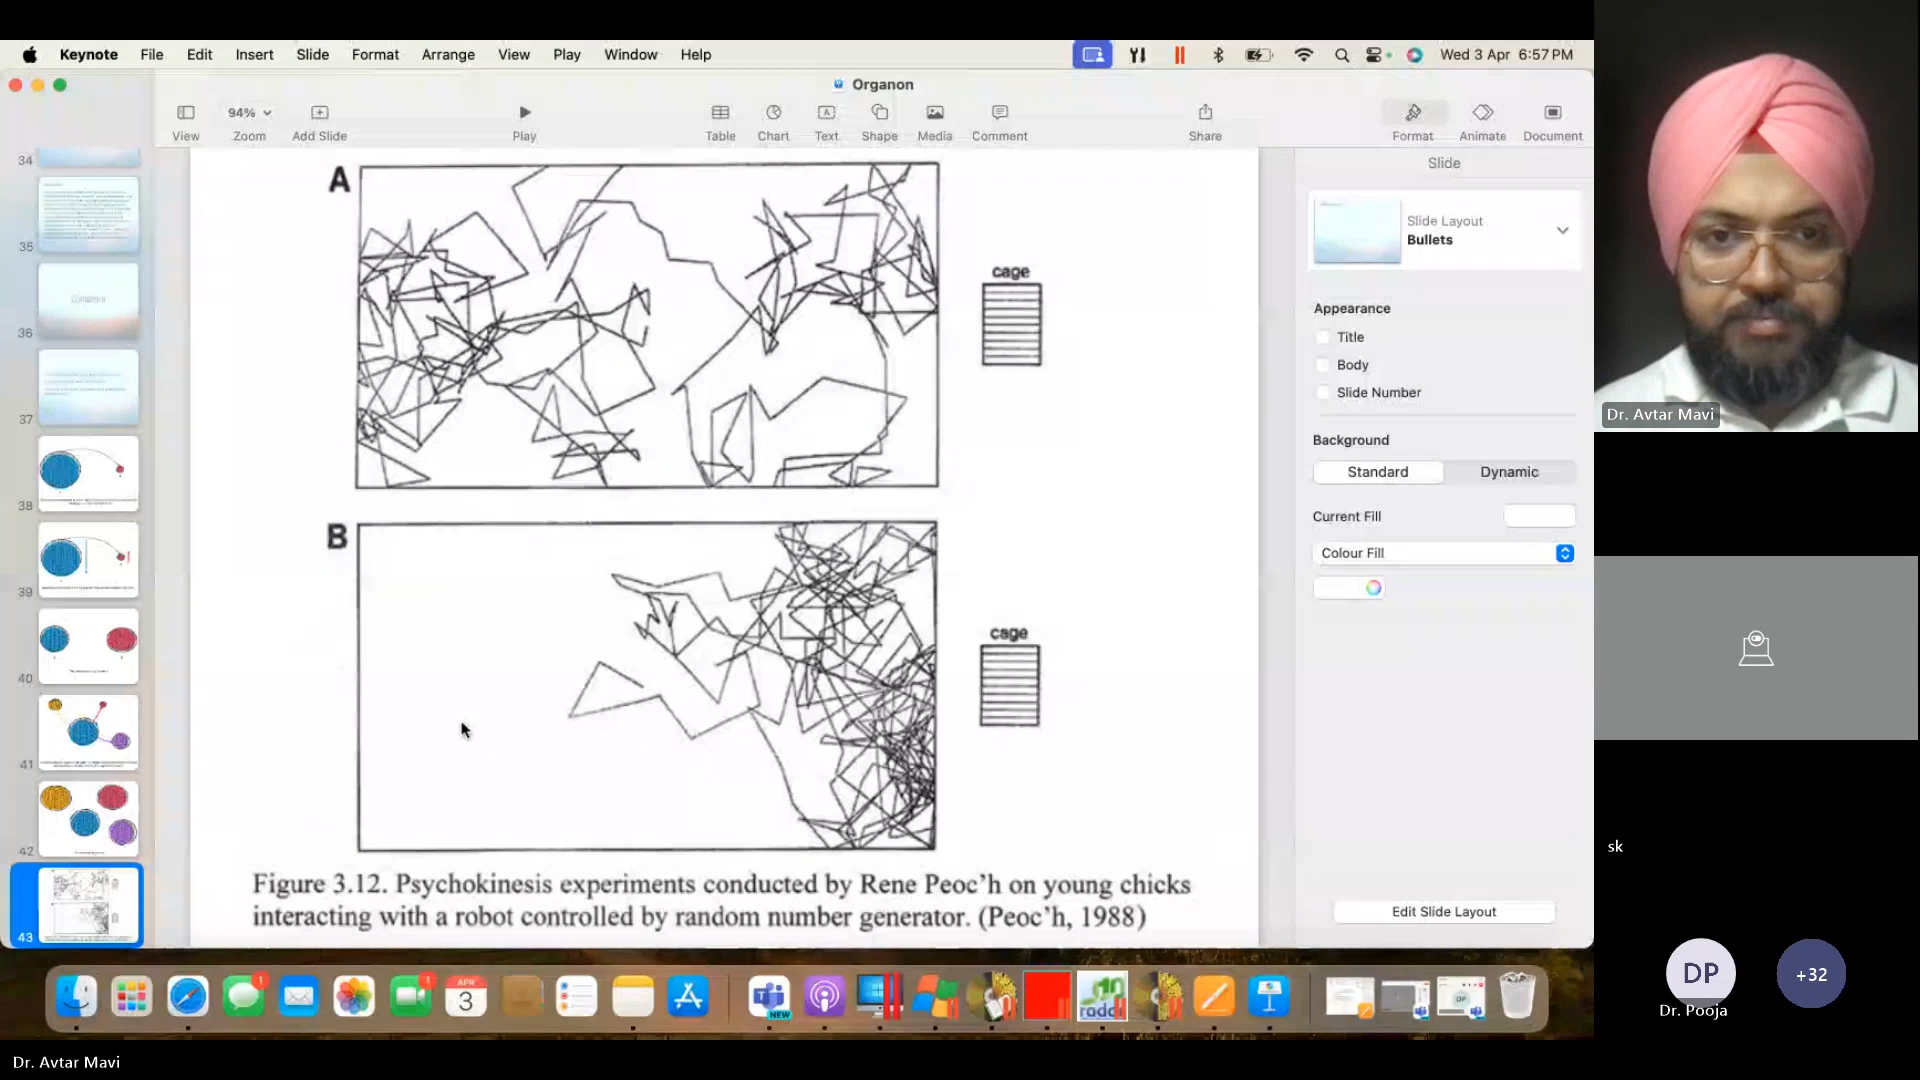 Keynote File Edit Insert Slide Format Arrange View Play Window Help Wed 3 Apr 6:57 PM
Organon
94%
View Zoom Add Slide Play Table Chart Text Shape Media Comment Share Format Animate Document
Slide
Slide Layout
Bullets
Appearance
Title
Body
Slide Number
Background
Standard Dynamic
Current Fill
Colour Fill
Edit Slide Layout
34
35
36
37
38
39
40
41
42
43
A
cage
B
cage
Figure 3.12. Psychokinesis experiments conducted by Rene Peoc'h on young chicks
interacting with a robot controlled by random number generator. (Peoc'h, 1988)
1
1
APR
3
NEW
Dr. Avtar Mavi
sk
DP
+32
Dr. Pooja
Dr. Avtar Mavi